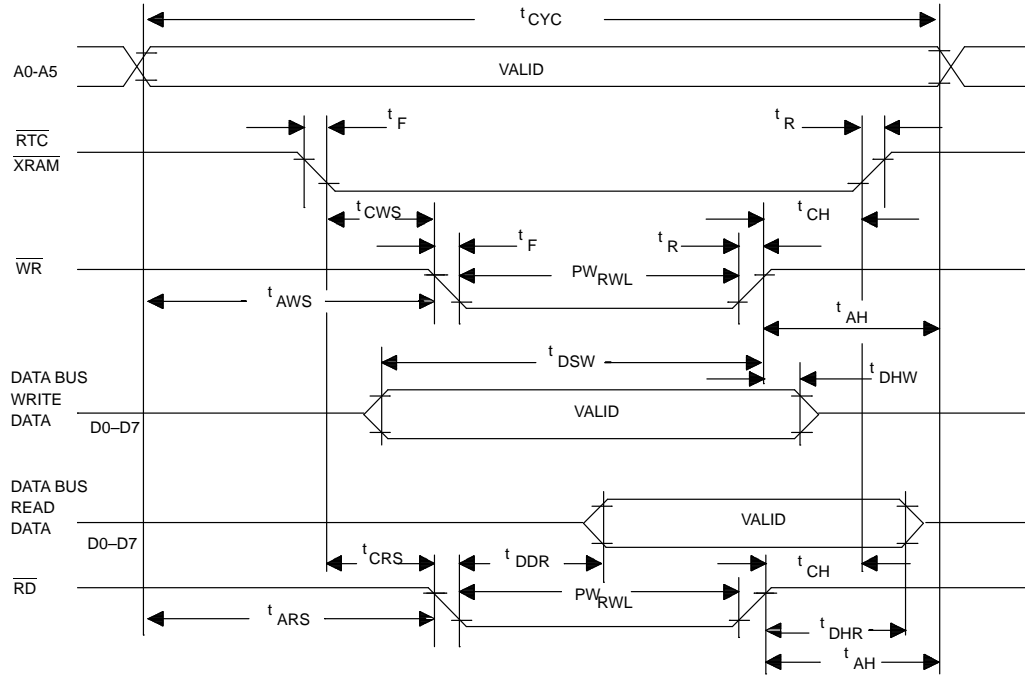 t CYC
A0-A5
VALID
t F
t R
RTC
XRAM
t CWS
t CH
t F
t R
WR
PW RWL
t AWS
t AH
t DSW
t DHW
DATA BUS
WRITE
DATA
VALID
D0–D7
DATA BUS
READ
DATA
VALID
D0–D7
t CRS
t DDR
t CH
RD
PW RWL
t ARS
t DHR
t AH